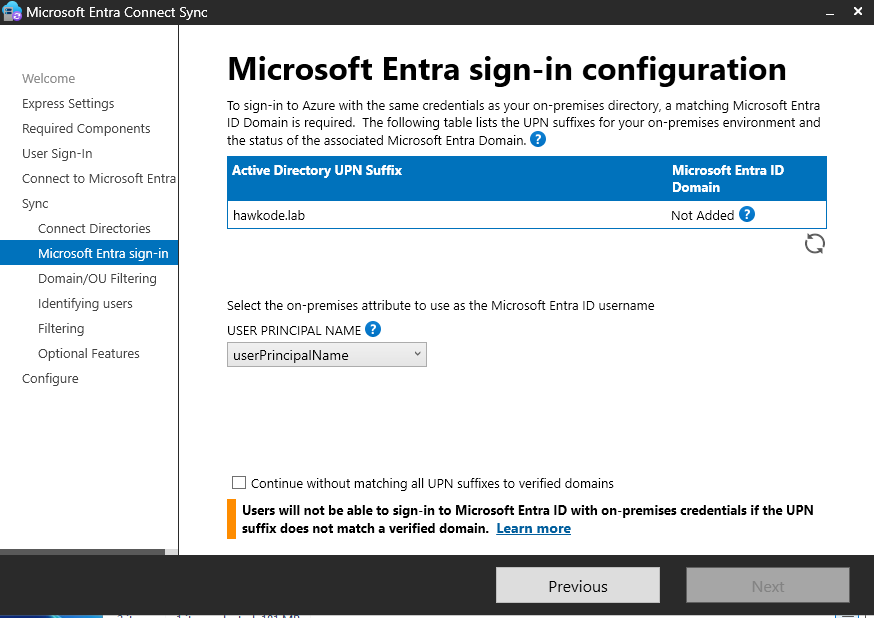 Microsoft Entra Connect Sync
Welcome
Express Settings
Required Components
User Sign-In
Connect to Microsoft Entra
Sync
Connect Directories
Microsoft Entra sign-in
Domain/OU Filtering
Identifying users
Filtering
Optional Features
Configure
Microsoft Entra sign-in configuration
To sign-in to Azure with the same credentials as your on-premises directory, a matching Microsoft Entra
ID Domain is required.  The following table lists the UPN suffixes for your on-premises environment and
the status of the associated Microsoft Entra Domain. ?
Active Directory UPN Suffix
Microsoft Entra ID
Domain
hawkode.lab
Not Added ?
Select the on-premises attribute to use as the Microsoft Entra ID username
USER PRINCIPAL NAME ?
userPrincipalName
Continue without matching all UPN suffixes to verified domains
Users will not be able to sign-in to Microsoft Entra ID with on-premises credentials if the UPN
suffix does not match a verified domain.  Learn more
Previous
Next